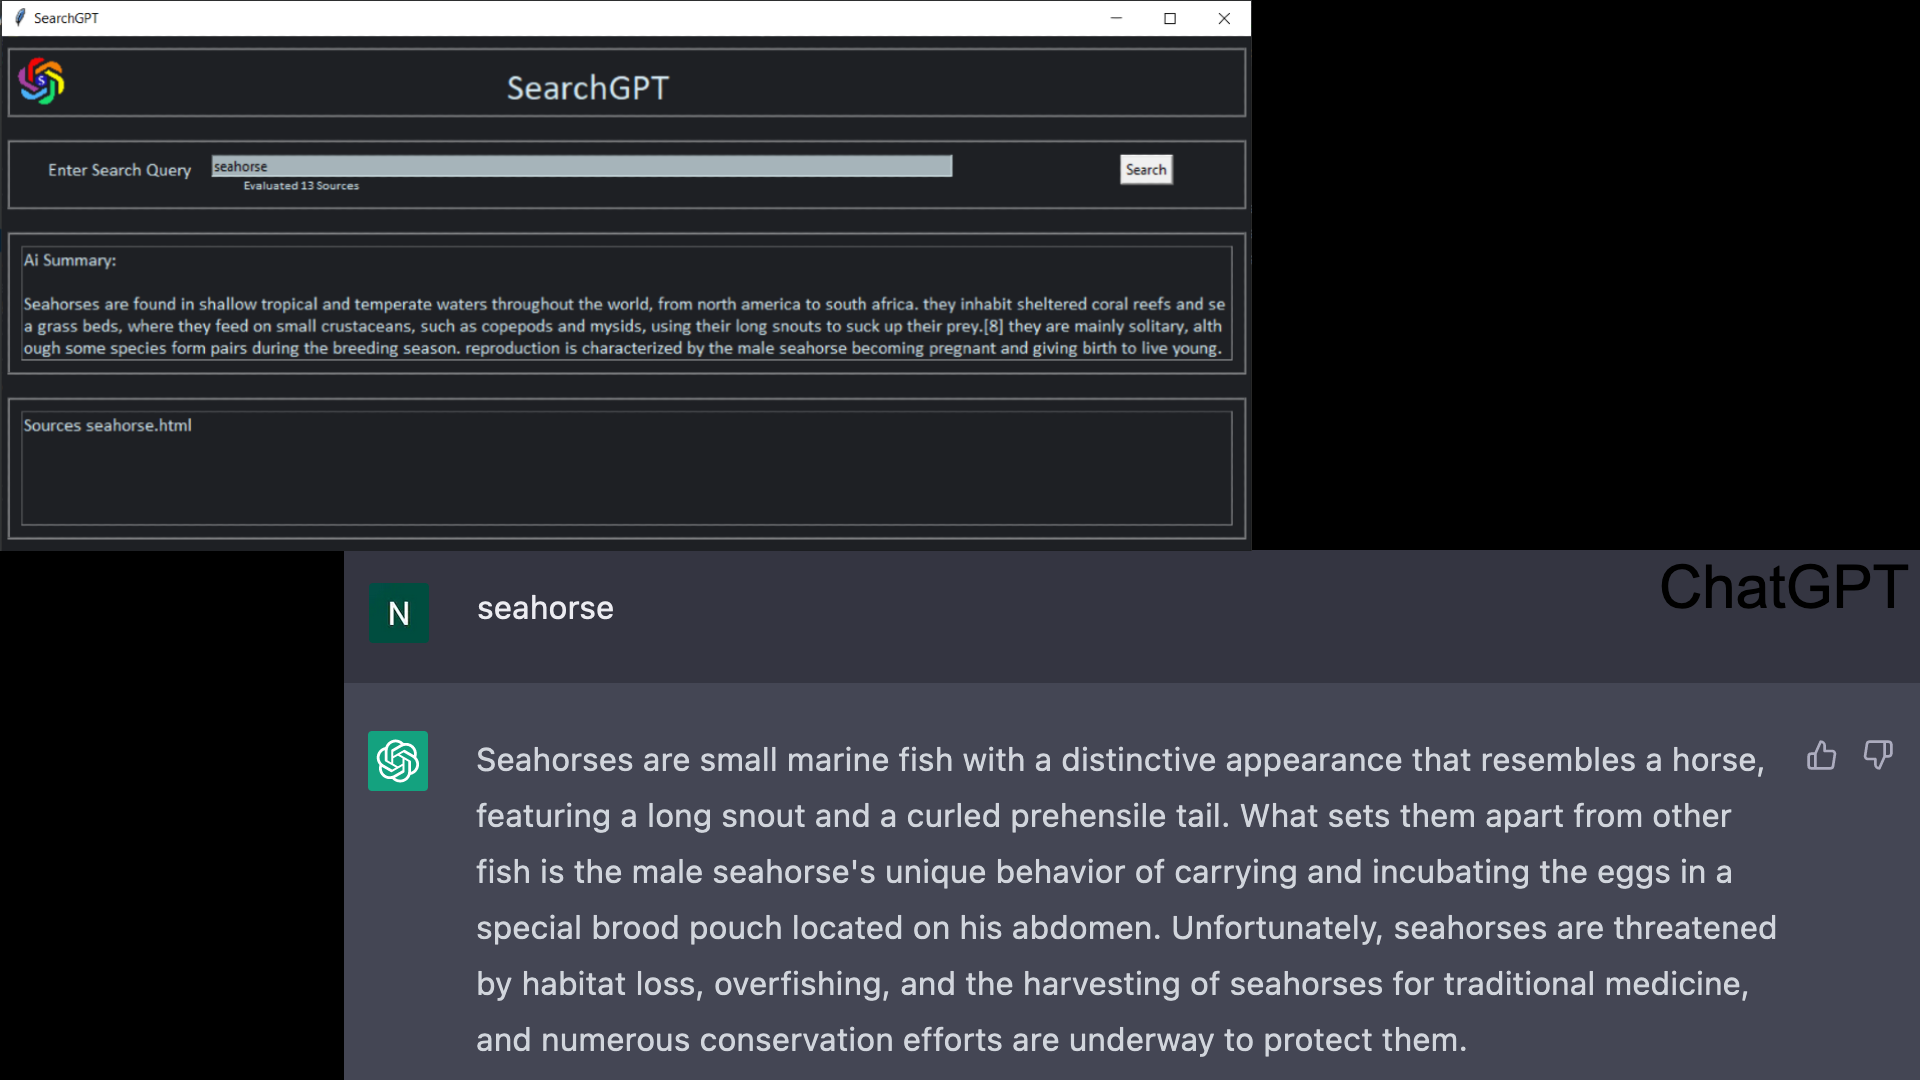 SearchGPT
S
SearchGPT
Enter Search Query
seahorse
Search
Evaluated 13 Sources
Ai Summary:
Seahorses are found in shallow tropical and temperate waters throughout the world, from north america to south africa. they inhabit sheltered coral reefs and se
a grass beds, where they feed on small crustaceans, such as copepods and mysids, using their long snouts to suck up their prey.[8] they are mainly solitary, alth
ough some species form pairs during the breeding season. reproduction is characterized by the male seahorse becoming pregnant and giving birth to live young.
Sources seahorse.html
ChatGPT
N
seahorse
Seahorses are small marine fish with a distinctive appearance that resembles a horse,
featuring a long snout and a curled prehensile tail. What sets them apart from other
fish is the male seahorse's unique behavior of carrying and incubating the eggs in a
special brood pouch located on his abdomen. Unfortunately, seahorses are threatened
by habitat loss, overfishing, and the harvesting of seahorses for traditional medicine,
and numerous conservation efforts are underway to protect them.